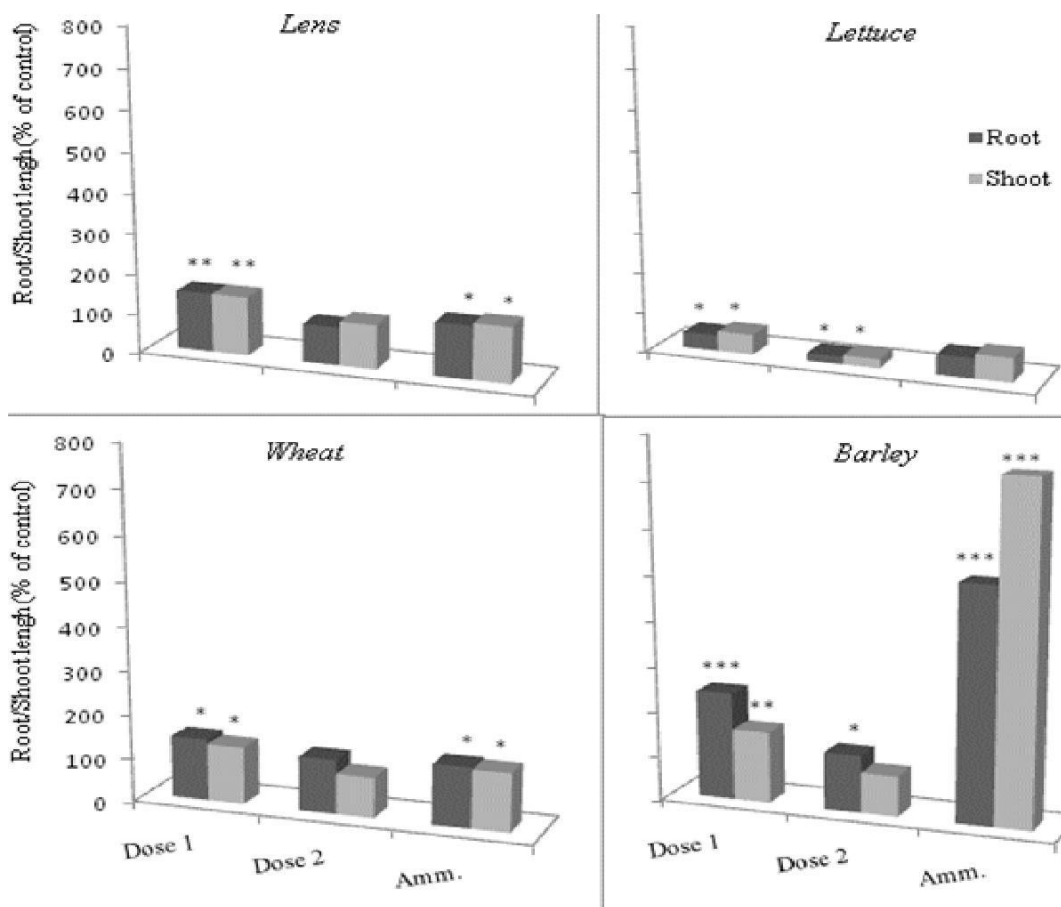 Lens
Root/Shoot lengh(% of control)
800
700
600
500
400
300
200
100
0
** **
* *
Lettuce
Root
Shoot
* *
* *
Wheat
Root/Shoot lengh(% of control)
800
700
600
500
400
300
200
100
0
* *
* *
Dose 1
Dose 2
Amm.
Barley
***
***
***
**
*
Dose 1
Dose 2
Amm.